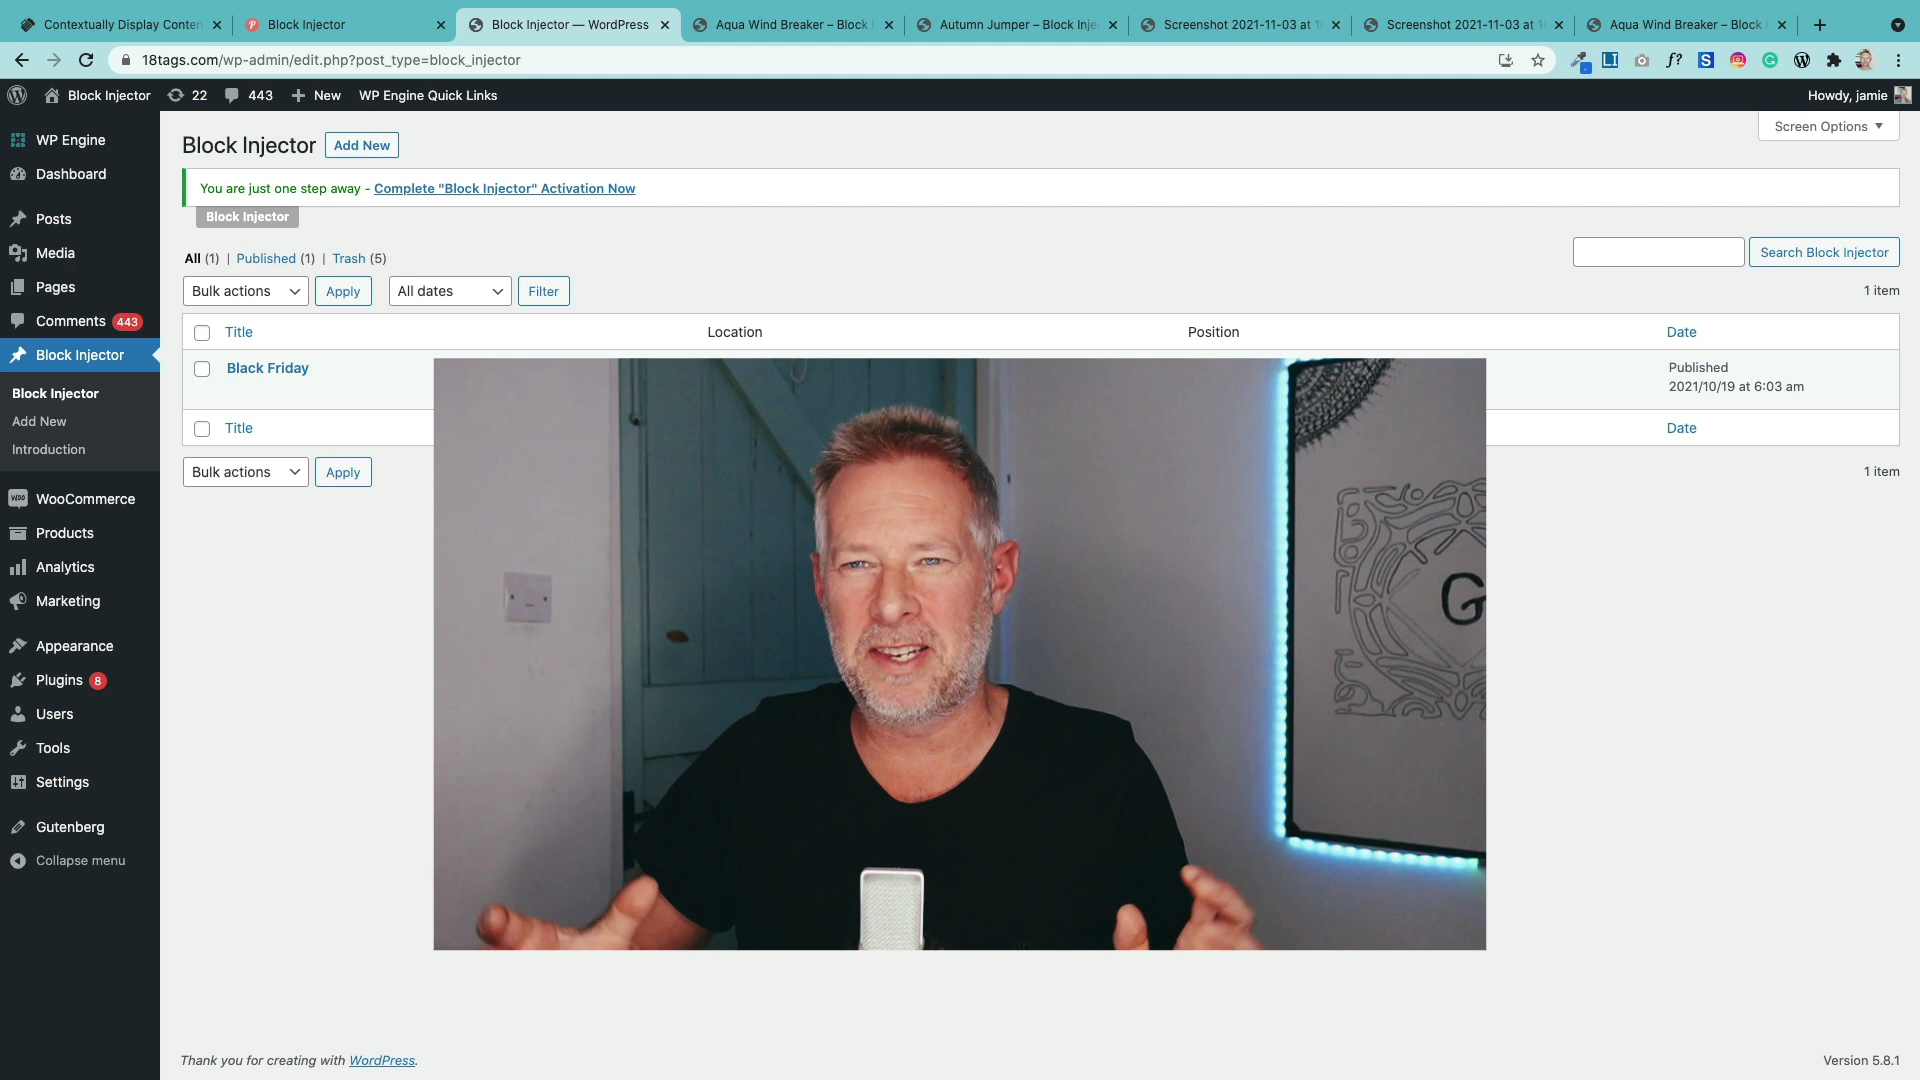 Contextually Display Conten
Block Injector
Block Injector — WordPress
Aqua Wind Breaker – Block I
Autumn Jumper – Block Inje
Screenshot 2021-11-03 at 1
Screenshot 2021-11-03 at 1
Aqua Wind Breaker – Block
18tags.com/wp-admin/edit.php?post_type=block_injector
Block Injector
22
443
New
WP Engine Quick Links
Howdy, jamie
WP Engine
Dashboard
Posts
Media
Pages
Comments 443
Block Injector
Block Injector
Add New
Introduction
WooCommerce
Products
Analytics
Marketing
Appearance
Plugins 8
Users
Tools
Settings
Gutenberg
Collapse menu
Screen Options
Block Injector Add New
You are just one step away - Complete "Block Injector" Activation Now
Block Injector
All (1) | Published (1) | Trash (5)
Search Block Injector
Bulk actions Apply All dates Filter
1 item
Title Location Position Date
Black Friday
Published
2021/10/19 at 6:03 am
Title Date
Bulk actions Apply
1 item
G
Thank you for creating with WordPress.
Version 5.8.1